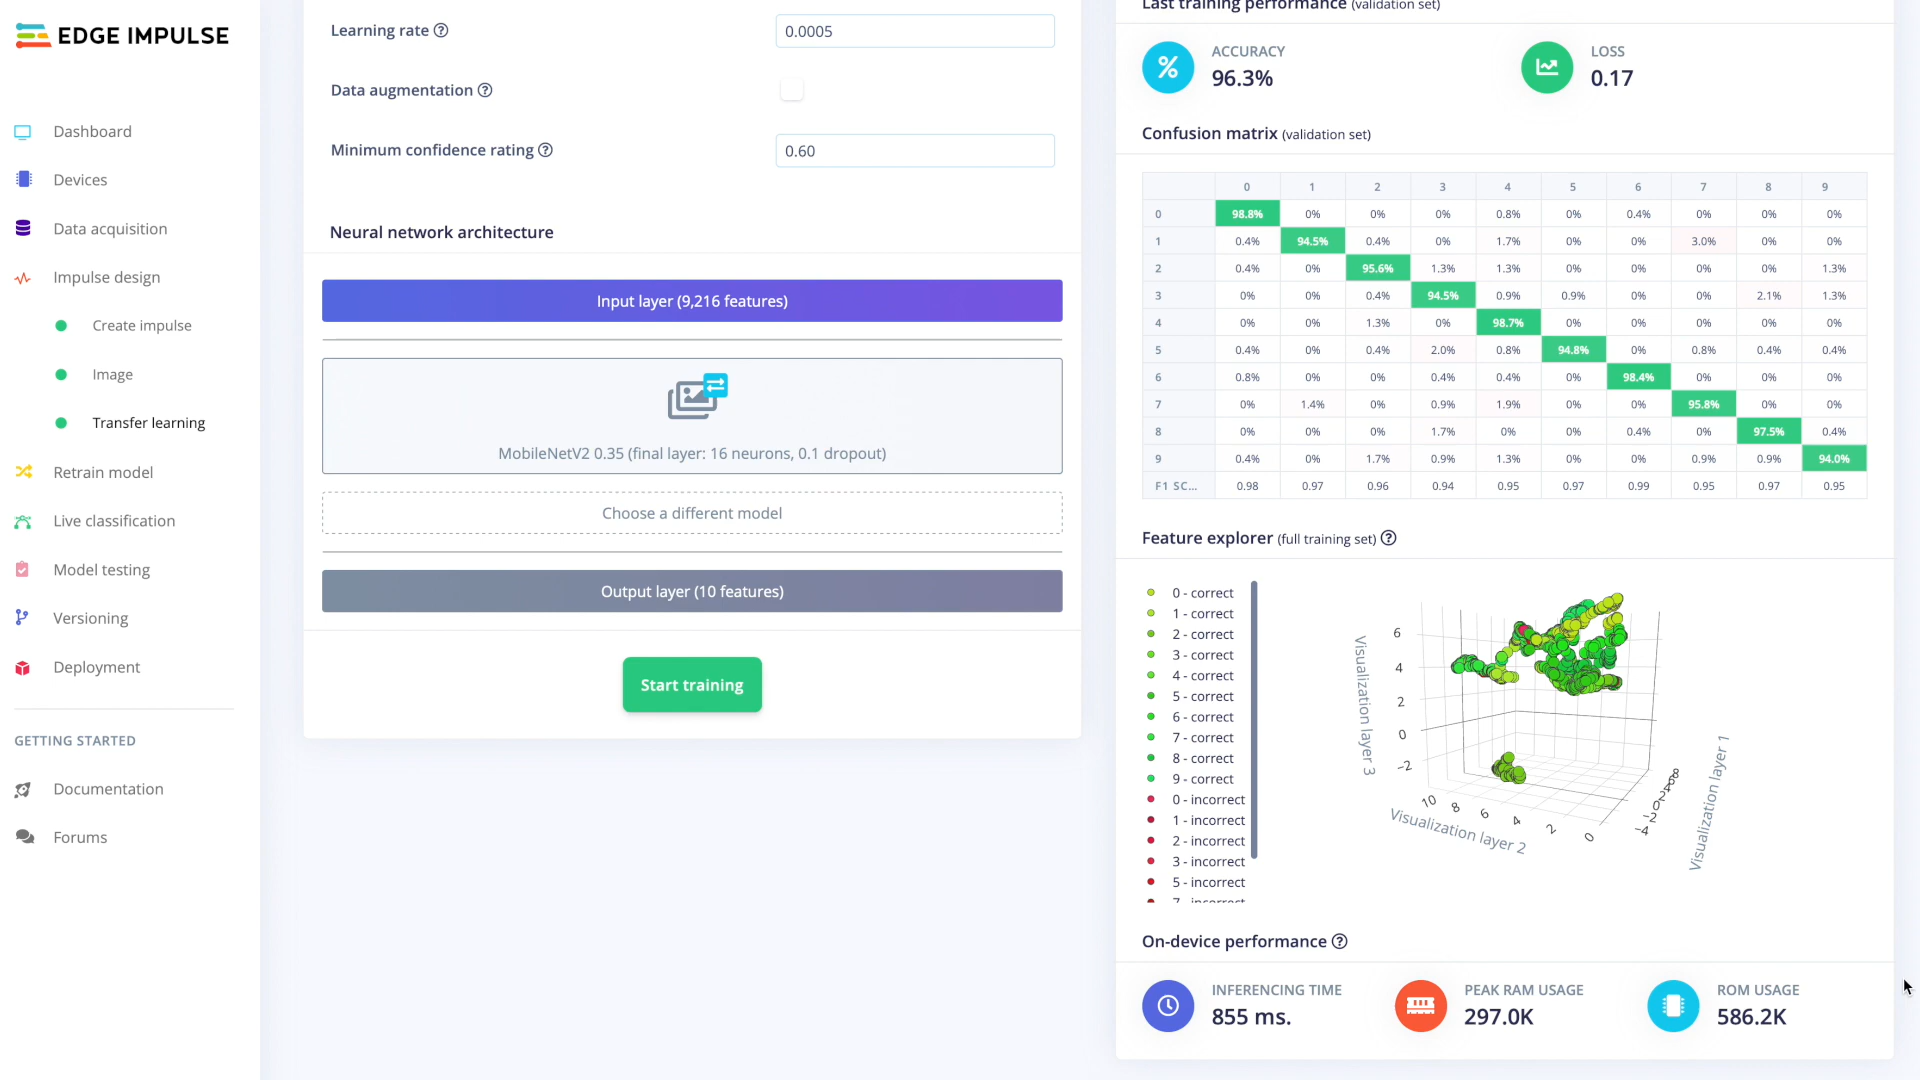 EDGE IMPULSE
Dashboard
Devices
Data acquisition
Impulse design
Create impulse
Image
Transfer learning
Retrain model
Live classification
Model testing
Versioning
Deployment
GETTING STARTED
Documentation
Forums
Learning rate ?
0.0005
Data augmentation ?
Minimum confidence rating ?
0.60
Neural network architecture
Input layer (9,216 features)
MobileNetV2 0.35 (final layer: 16 neurons, 0.1 dropout)
Choose a different model
Output layer (10 features)
Start training
Last training performance (validation set)
% ACCURACY
96.3%
LOSS
0.17
Confusion matrix (validation set)
0 1 2 3 4 5 6 7 8 9
0 98.8% 0% 0% 0% 0.8% 0% 0.4% 0% 0% 0%
1 0.4% 94.5% 0.4% 0% 1.7% 0% 0% 3.0% 0% 0%
2 0.4% 0% 95.6% 1.3% 1.3% 0% 0% 0% 0% 1.3%
3 0% 0% 0.4% 94.5% 0.9% 0.9% 0% 0% 2.1% 1.3%
4 0% 0% 1.3% 0% 98.7% 0% 0% 0% 0% 0%
5 0.4% 0% 0.4% 2.0% 0.8% 94.8% 0% 0.8% 0.4% 0.4%
6 0.8% 0% 0% 0.4% 0.4% 0% 98.4% 0% 0% 0%
7 0% 1.4% 0% 0.9% 1.9% 0% 0% 95.8% 0% 0%
8 0% 0% 0% 1.7% 0% 0% 0.4% 0% 97.5% 0.4%
9 0.4% 0% 1.7% 0.9% 1.3% 0% 0% 0.9% 0.9% 94.0%
F1 SC... 0.98 0.97 0.96 0.94 0.95 0.97 0.99 0.95 0.97 0.95
Feature explorer (full training set) ?
0 - correct
1 - correct
2 - correct
3 - correct
4 - correct
5 - correct
6 - correct
7 - correct
8 - correct
9 - correct
0 - incorrect
1 - incorrect
2 - incorrect
3 - incorrect
5 - incorrect
7 - incorrect
Visualization layer 3
6
4
2
0
−2
10 8 6 4 2 0
Visualization layer 2
8
6
4
2
0
−2
−4
Visualization layer 1
On-device performance ?
INFERENCING TIME
855 ms.
PEAK RAM USAGE
297.0K
ROM USAGE
586.2K